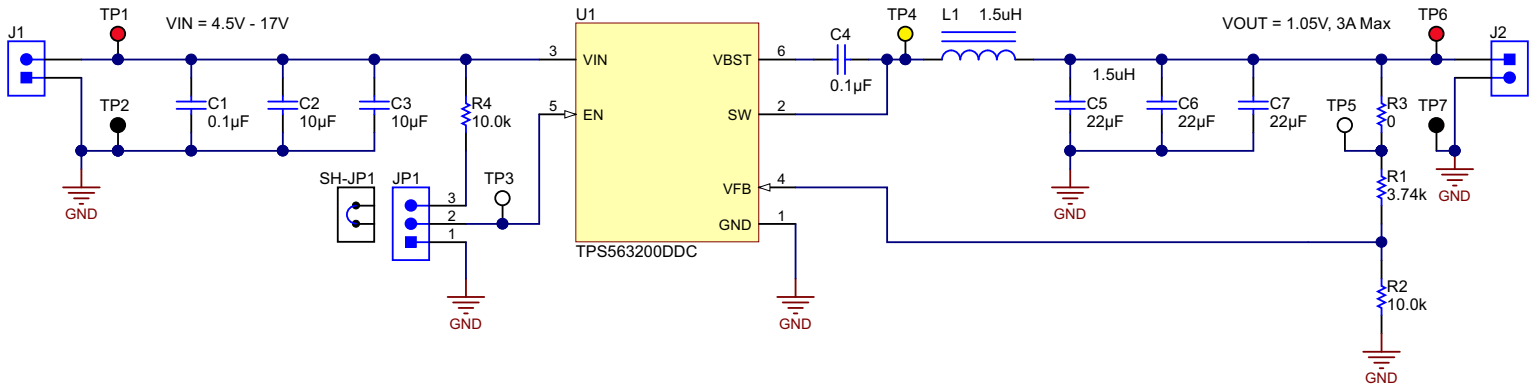 J1
TP1
VIN = 4.5V - 17V
TP2
C1
0.1µF
C2
10µF
C3
10µF
R4
10.0k
GND
SH-JP1
JP1
3
2
1
TP3
GND
U1
3
VIN
5
EN
VBST
6
SW
2
VFB
4
GND
1
TPS563200DDC
GND
C4
0.1µF
TP4
L1
1.5uH
VOUT = 1.05V, 3A Max
TP6
J2
1.5uH
C5
22µF
C6
22µF
C7
22µF
GND
TP5
R3
0
TP7
GND
R1
3.74k
R2
10.0k
GND